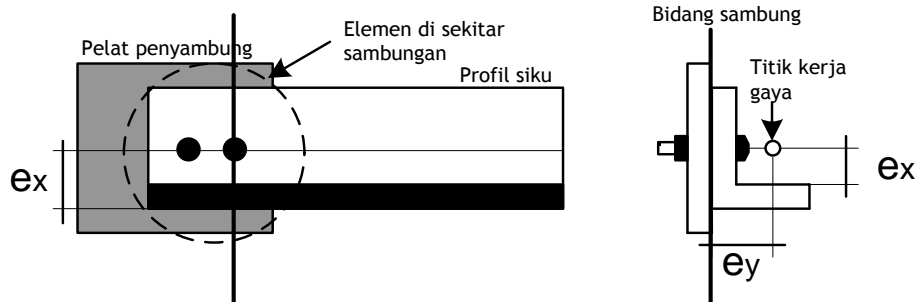 Pelat penyambung
Elemen di sekitar
sambungan
Profil siku
ex
Bidang sambung
Titik kerja
gaya
ex
ey